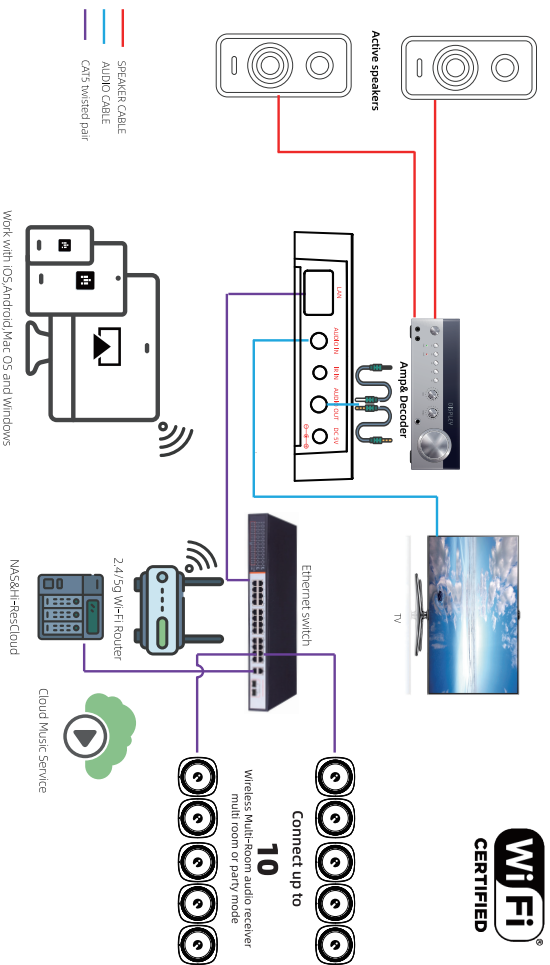 Wi Fi®
CERTIFIED
DISPLEY
Amp& Decoder
TV
Active speakers
LAN
AUDIO IN
IR IN
AUDIO OUT
DC 5V
Ethernet switch
Connect up to
10
Wireless Multi-Room audio receiver
multi room or party mode
SPEAKER CABLE
AUDIO CABLE
CAT5 twisted pair
2.4/5g Wi-Fi Router
Cloud Music Service
NAS&Hi-ResCloud
Work with iOS,Android,Mac OS and Windows